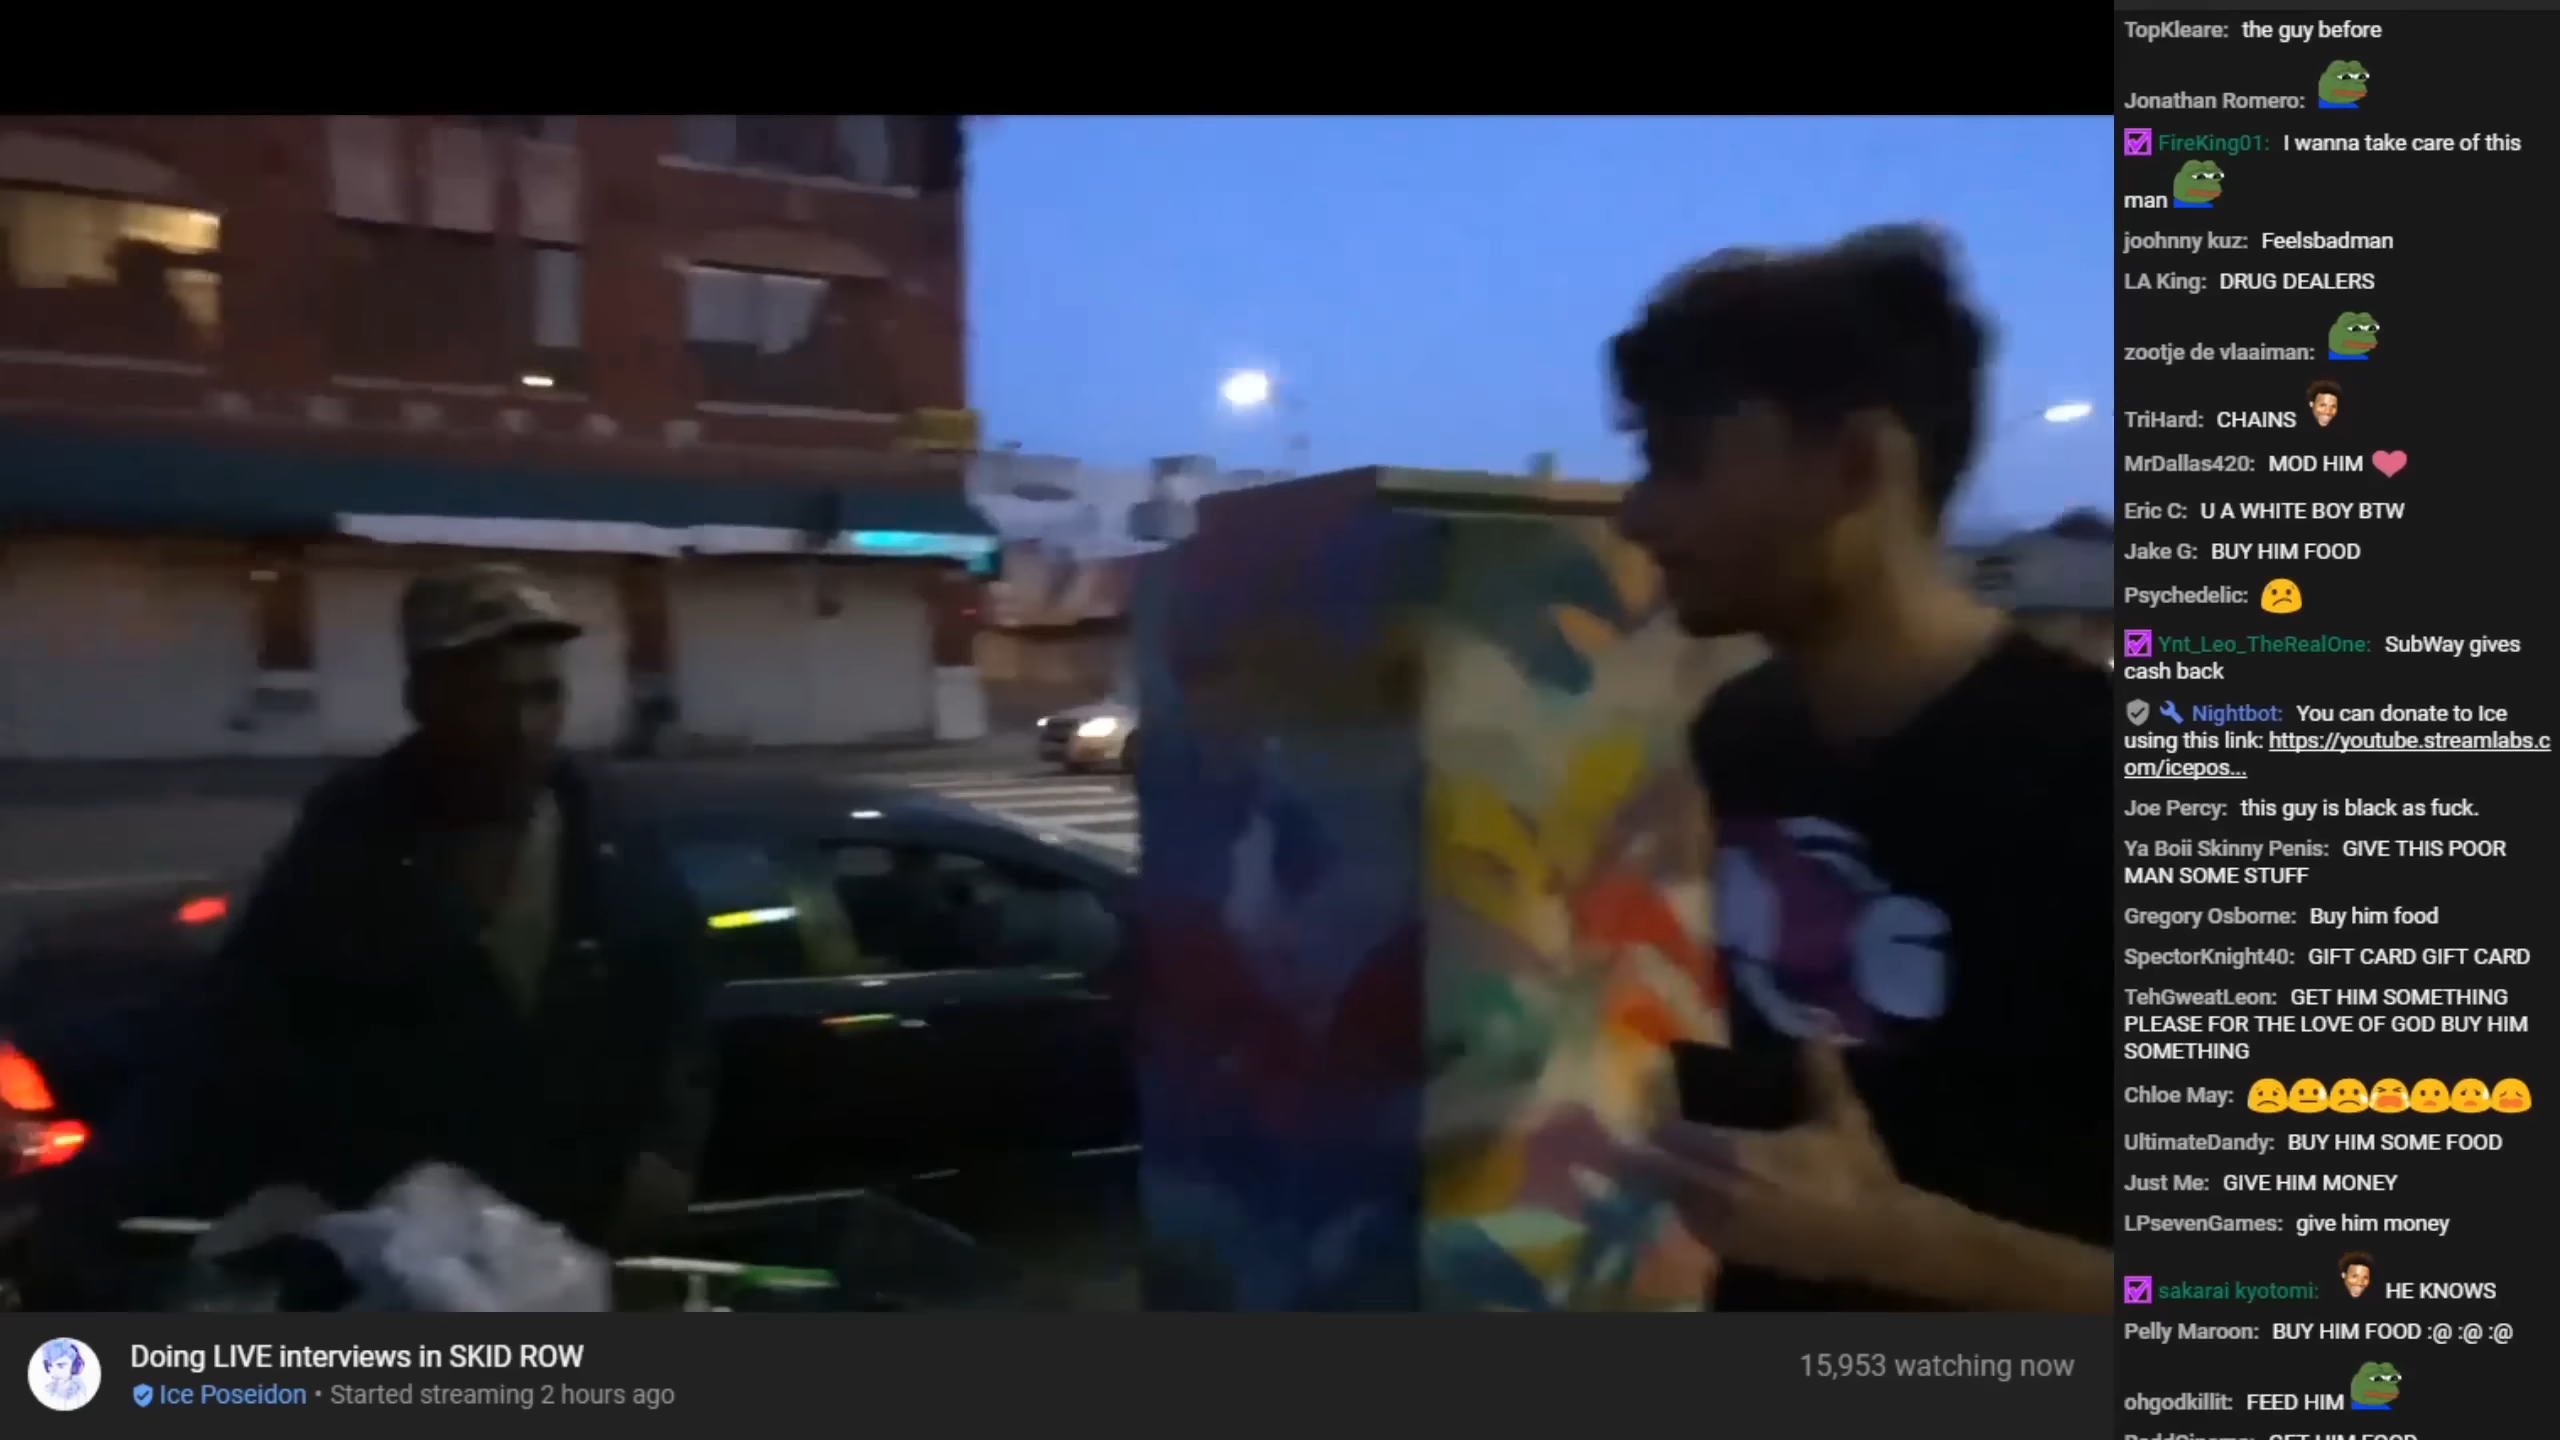 TopKleare: the guy before
Jonathan Romero:
FireKing01: I wanna take care of this
man
joohnny kuz: Feelsbadman
LA King: DRUG DEALERS
zootje de vlaaiman:
TriHard: CHAINS
MrDallas420: MOD HIM
Eric C: U A WHITE BOY BTW
Jake G: BUY HIM FOOD
Psychedelic:
Ynt_Leo_TheRealOne: SubWay gives
cash back
Nightbot: You can donate to Ice
using this link: https://youtube.streamlabs.c
om/icepos...
Joe Percy: this guy is black as fuck.
Ya Boii Skinny Penis: GIVE THIS POOR
MAN SOME STUFF
Gregory Osborne: Buy him food
SpectorKnight40: GIFT CARD GIFT CARD
TehGweatLeon: GET HIM SOMETHING
PLEASE FOR THE LOVE OF GOD BUY HIM
SOMETHING
Chloe May:
UltimateDandy: BUY HIM SOME FOOD
Just Me: GIVE HIM MONEY
LPsevenGames: give him money
sakarai kyotomi: HE KNOWS
Pelly Maroon: BUY HIM FOOD :@ :@ :@
ohgodkillit: FEED HIM
Doing LIVE interviews in SKID ROW
Ice Poseidon • Started streaming 2 hours ago
15,953 watching now